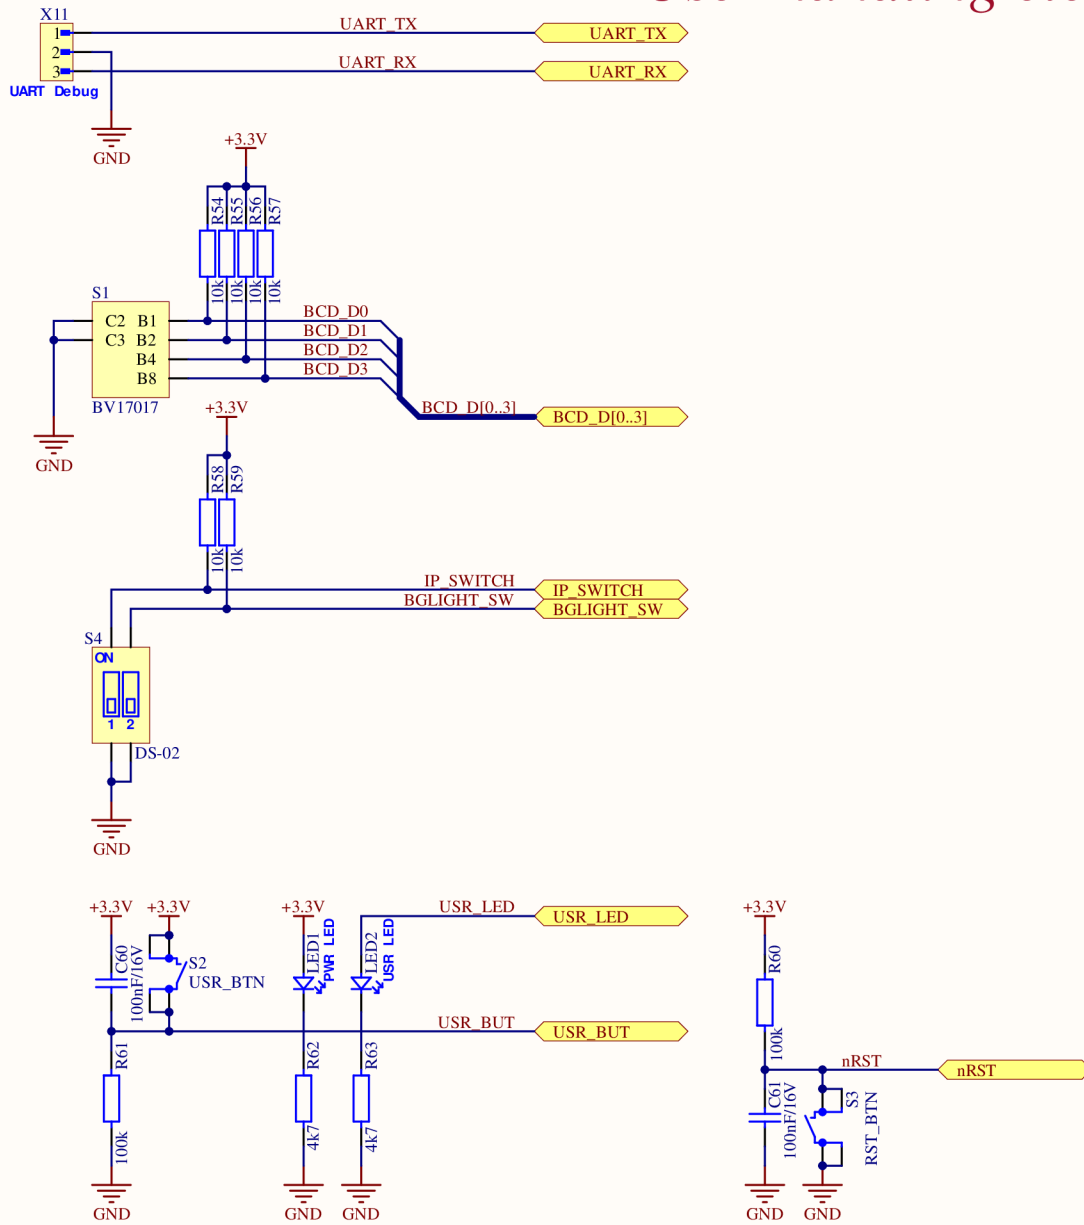 X11
1
2
3
UART_TX
UART_TX
UART_RX
UART_RX
UART Debug
GND
+3.3V
R54
R55
R56
R57
10k
10k
10k
10k
S1
C2 B1
C3 B2
B4
B8
BV17017
BCD_D0
BCD_D1
BCD_D2
BCD_D3
BCD_D[0..3]
BCD_D[0..3]
GND
+3.3V
R58
R59
10k
10k
IP_SWITCH
IP_SWITCH
BGLIGHT_SW
BGLIGHT_SW
S4
ON
1 2
DS-02
GND
+3.3V
+3.3V
C60
100nF/16V
S2
USR_BTN
R61
100k
GND
+3.3V
LED1
PWR LED
R62
4k7
GND
LED2
USR LED
R63
4k7
GND
USR_LED
USR_LED
USR_BUT
USR_BUT
+3.3V
R60
100k
nRST
nRST
C61
100nF/16V
S3
RST_BTN
GND
GND